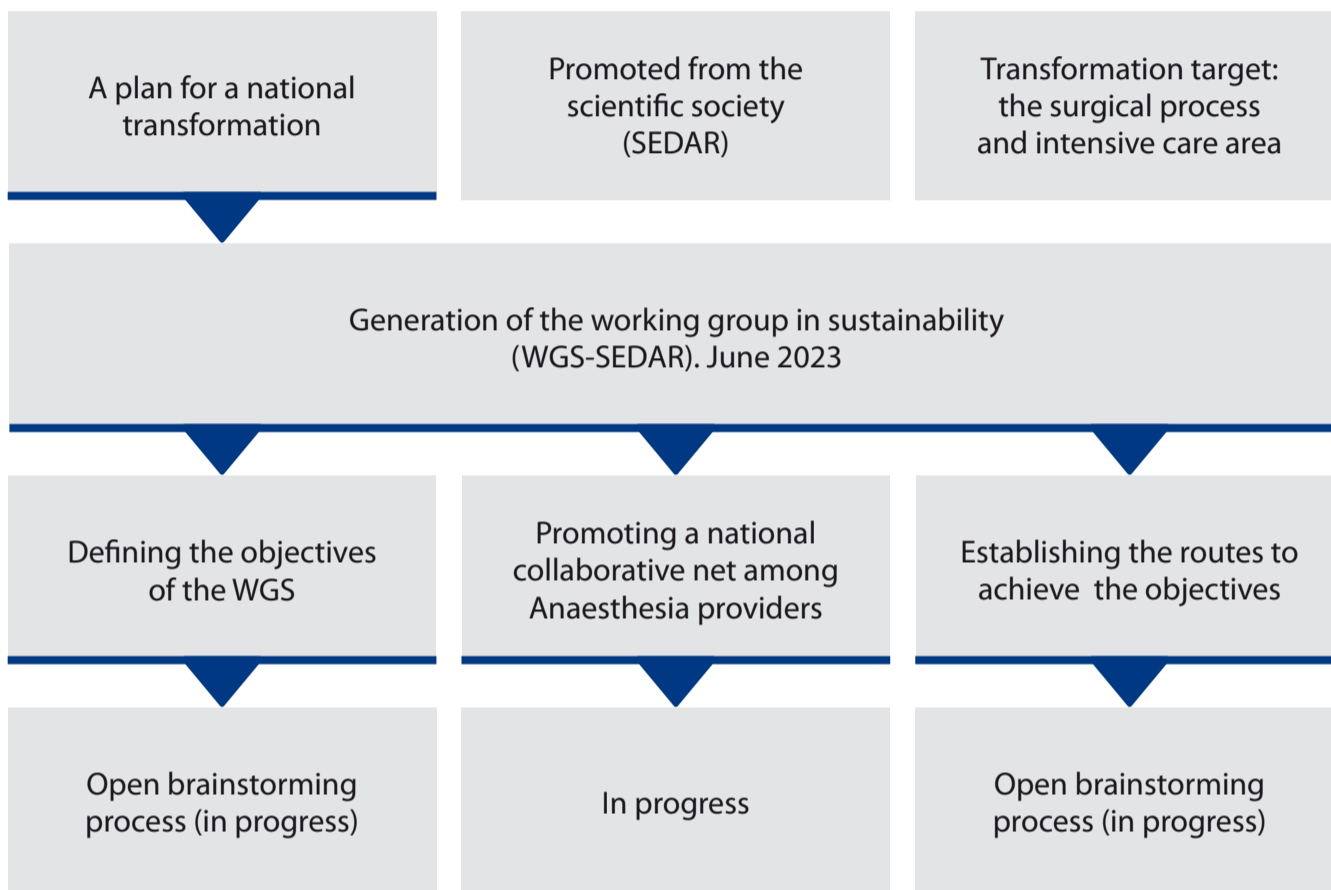 A plan for a national
transformation
Promoted from the
scientific society
(SEDAR)
Transformation target:
the surgical process
and intensive care area
Generation of the working group in sustainability
(WGS-SEDAR). June 2023
Defining the objectives
of the WGS
Promoting a national
collaborative net among
Anaesthesia providers
Establishing the routes to
achieve  the objectives
Open brainstorming
process (in progress)
In progress
Open brainstorming
process (in progress)